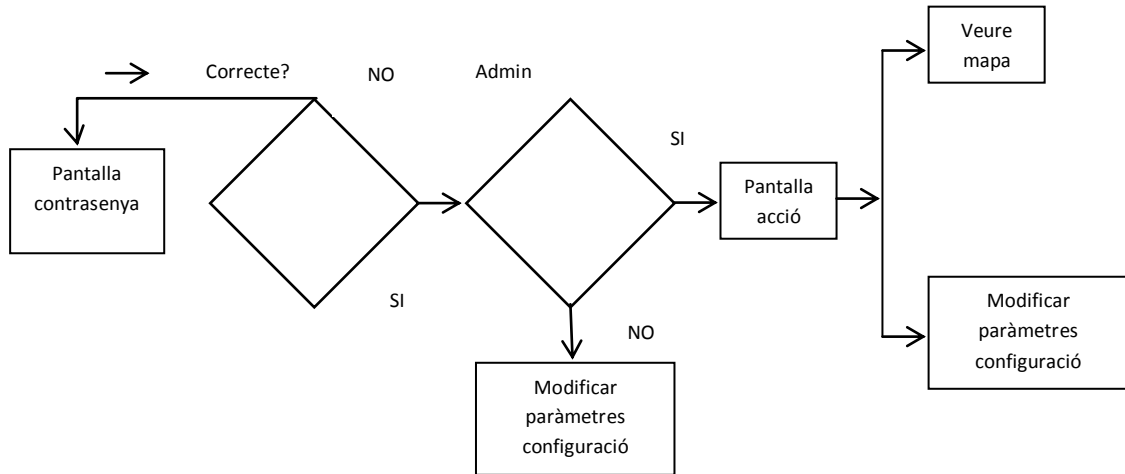 Veure
mapa
Correcte?
NO
Admin
SI
Pantalla
contrasenya
Pantalla
acció
SI
NO
Modificar
paràmetres
configuració
Modificar
paràmetres
configuració